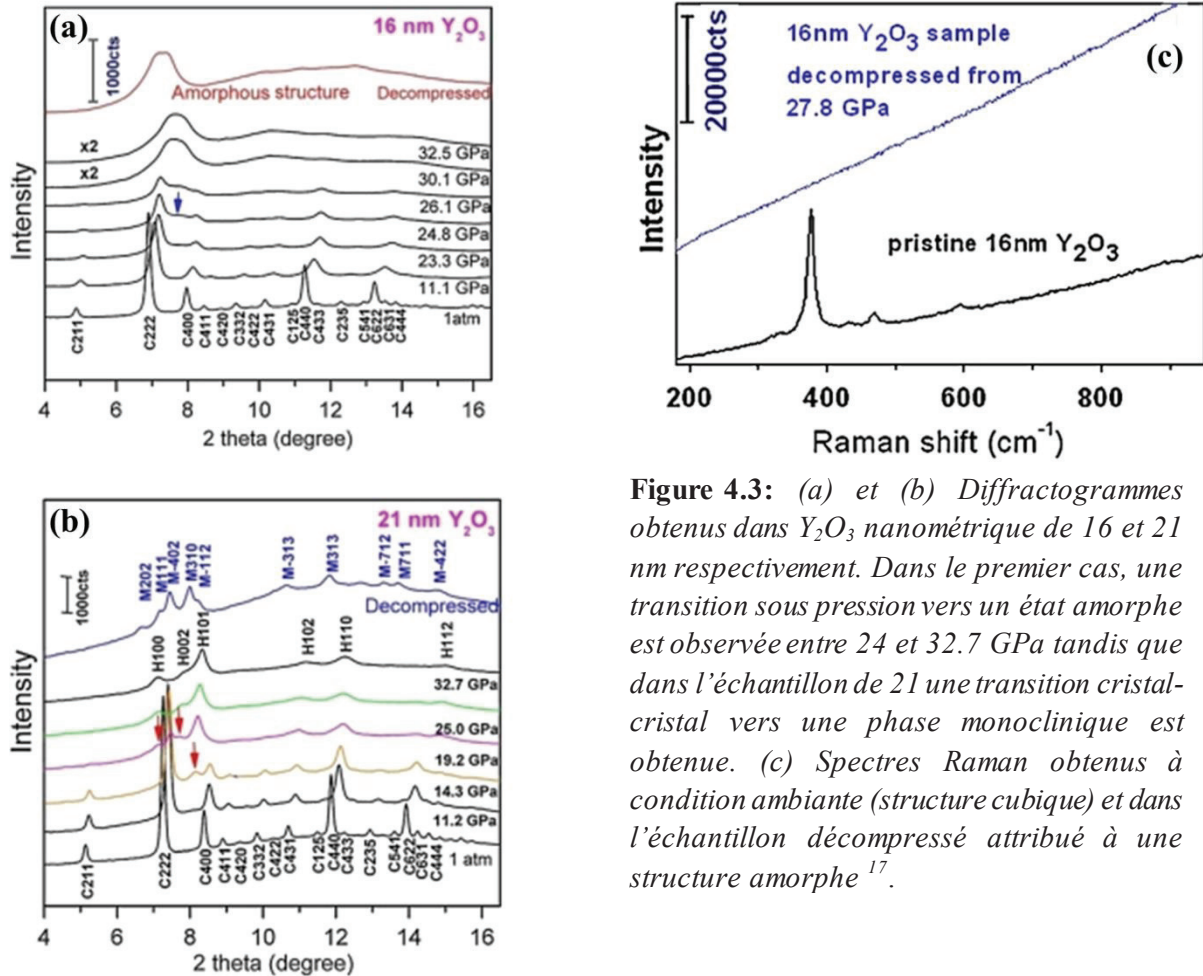 (a)
16 nm Y2O3
1000cts
Amorphous structure
Decompressed
x2
32.5 GPa
x2
30.1 GPa
26.1 GPa
24.8 GPa
23.3 GPa
11.1 GPa
1atm
C211
C222
C400
C411
C420
C332
C422
C431
C125
C440
C433
C235
C541
C622
C631
C444
Intensity
4 6 8 10 12 14 16
2 theta (degree)
(b)
21 nm Y2O3
1000cts
M202
M111
M-402
M310
M-112
M-313
M313
M-712
M711
M-422
Decompressed
H100
H002
H101
H102
H110
H112
32.7 GPa
25.0 GPa
19.2 GPa
14.3 GPa
11.2 GPa
1 atm
C211
C222
C400
C411
C420
C332
C422
C431
C125
C440
C433
C235
C541
C622
C631
C444
Intensity
4 6 8 10 12 14 16
2 theta (degree)
(c)
20000cts
16nm Y2O3 sample
decompressed from
27.8 GPa
pristine 16nm Y2O3
Intensity
200 400 600 800
Raman shift (cm-1)
Figure 4.3: (a) et (b) Diffractogrammes
obtenus dans Y2O3 nanométrique de 16 et 21
nm respectivement. Dans le premier cas, une
transition sous pression vers un état amorphe
est observée entre 24 et 32.7 GPa tandis que
dans l’échantillon de 21 une transition cristal-
cristal vers une phase monoclinique est
obtenue. (c) Spectres Raman obtenus à
condition ambiante (structure cubique) et dans
l’échantillon décompressé attribué à une
structure amorphe 17.